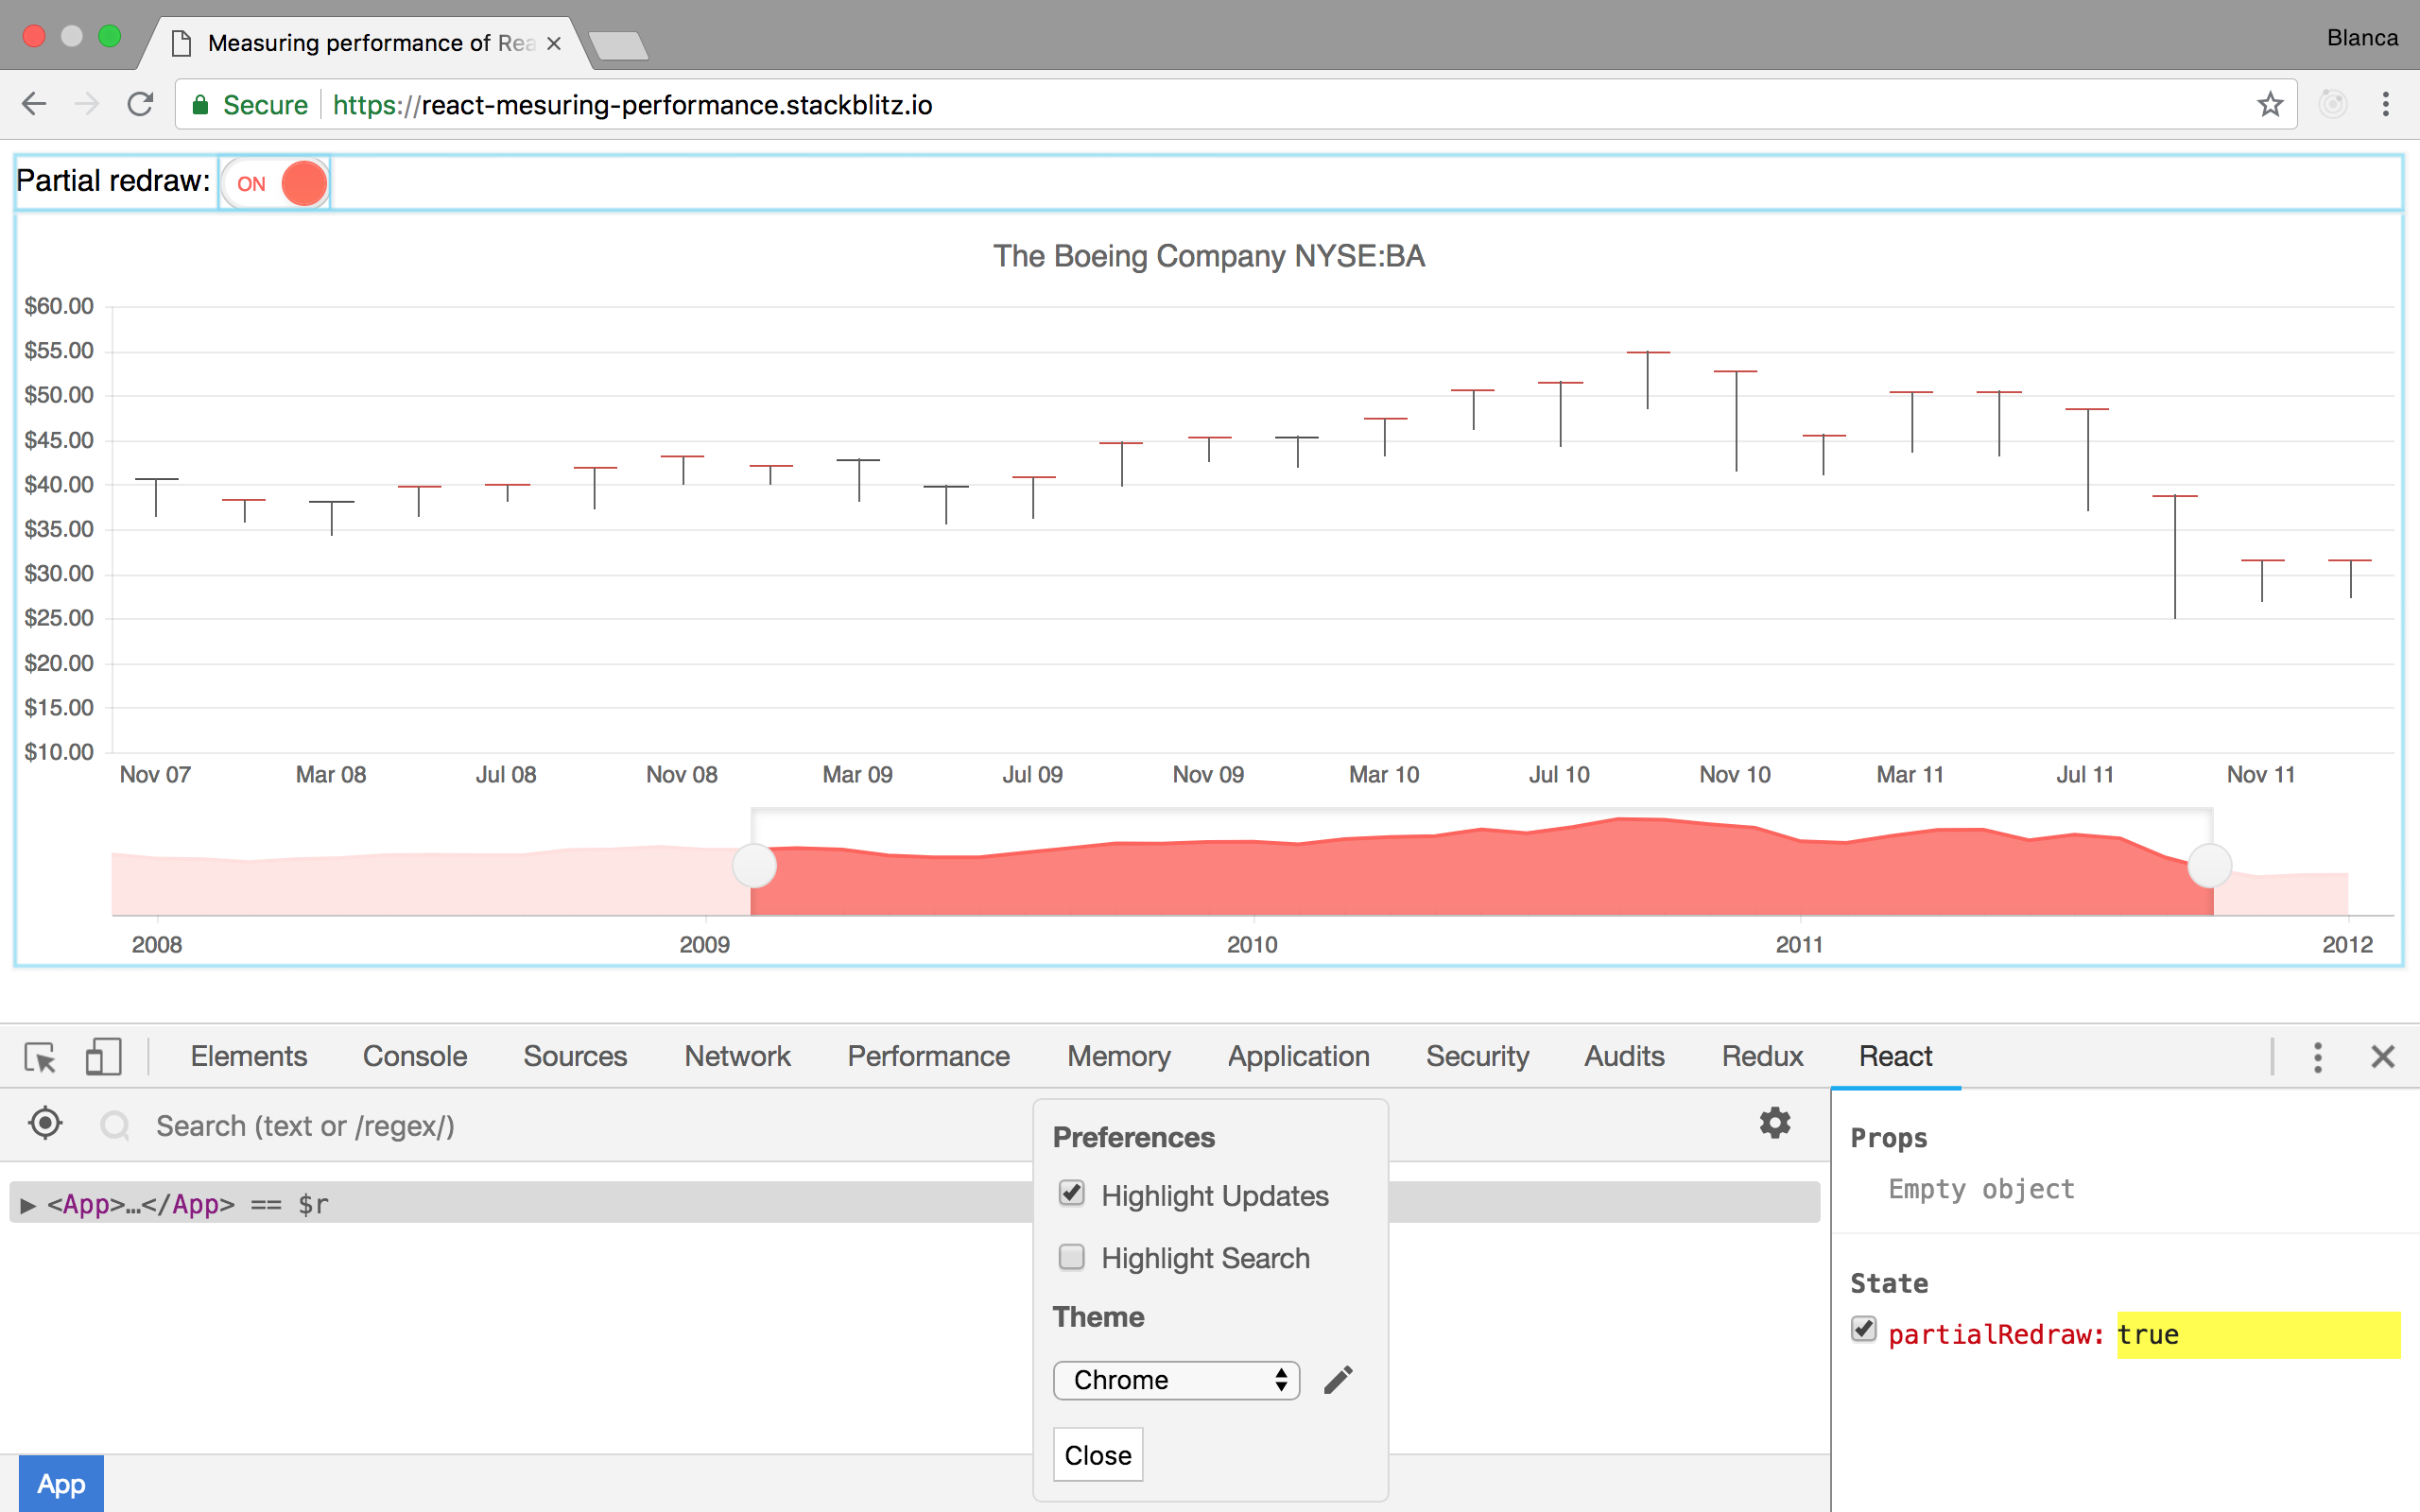 Measuring performance of Rea
Blanca
Secure https://react-mesuring-performance.stackblitz.io
Partial redraw: ON
The Boeing Company NYSE:BA
$60.00
$55.00
$50.00
$45.00
$40.00
$35.00
$30.00
$25.00
$20.00
$15.00
$10.00
Nov 07 Mar 08 Jul 08 Nov 08 Mar 09 Jul 09 Nov 09 Mar 10 Jul 10 Nov 10 Mar 11 Jul 11 Nov 11
2008 2009 2010 2011 2012
Elements Console Sources Network Performance Memory Application Security Audits Redux React
Search (text or /regex/)
<App>…</App> == $r
Preferences
Highlight Updates
Highlight Search
Theme
Chrome
Close
Props
Empty object
State
partialRedraw: true
App